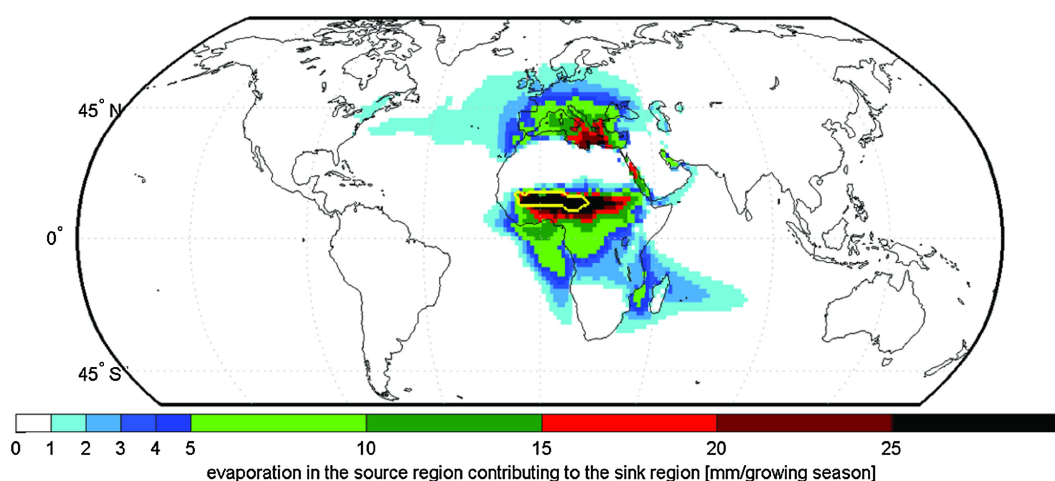 45° N
0°
45° S
0 1 2 3 4 5 10 15 20 25
evaporation in the source region contributing to the sink region [mm/growing season]